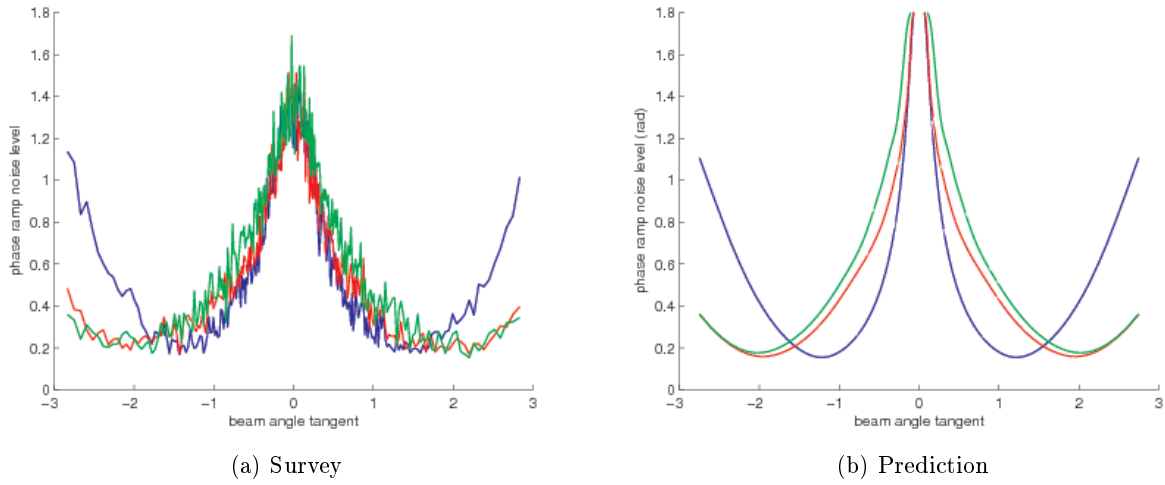 1.8
1.6
1.4
1.2
1
0.8
0.6
0.4
0.2
0
phase ramp noise level
−3 −2 −1 0 1 2 3
beam angle tangent
(a) Survey
1.8
1.6
1.4
1.2
1
0.8
0.6
0.4
0.2
0
phase ramp noise level (rad)
−3 −2 −1 0 1 2 3
beam angle tangent
(b) Prediction